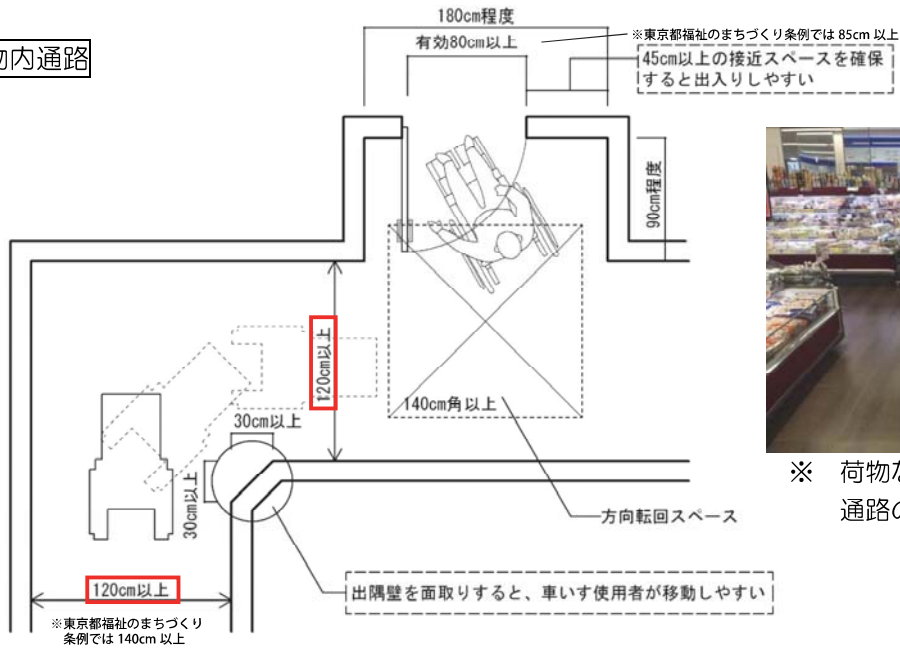 物内通路
180cm程度
有効80cm以上
※東京都福祉のまちづくり条例では 85cm 以上
45cm以上の接近スペースを確保
すると出入りしやすい
90cm程度
120cm以上
140cm角以上
30cm以上
30cm以上
方向転回スペース
120cm以上
出隅壁を面取りすると、車いす使用者が移動しやすい
※東京都福祉のまちづくり
条例では 140cm 以上
※ 荷物な
通路の